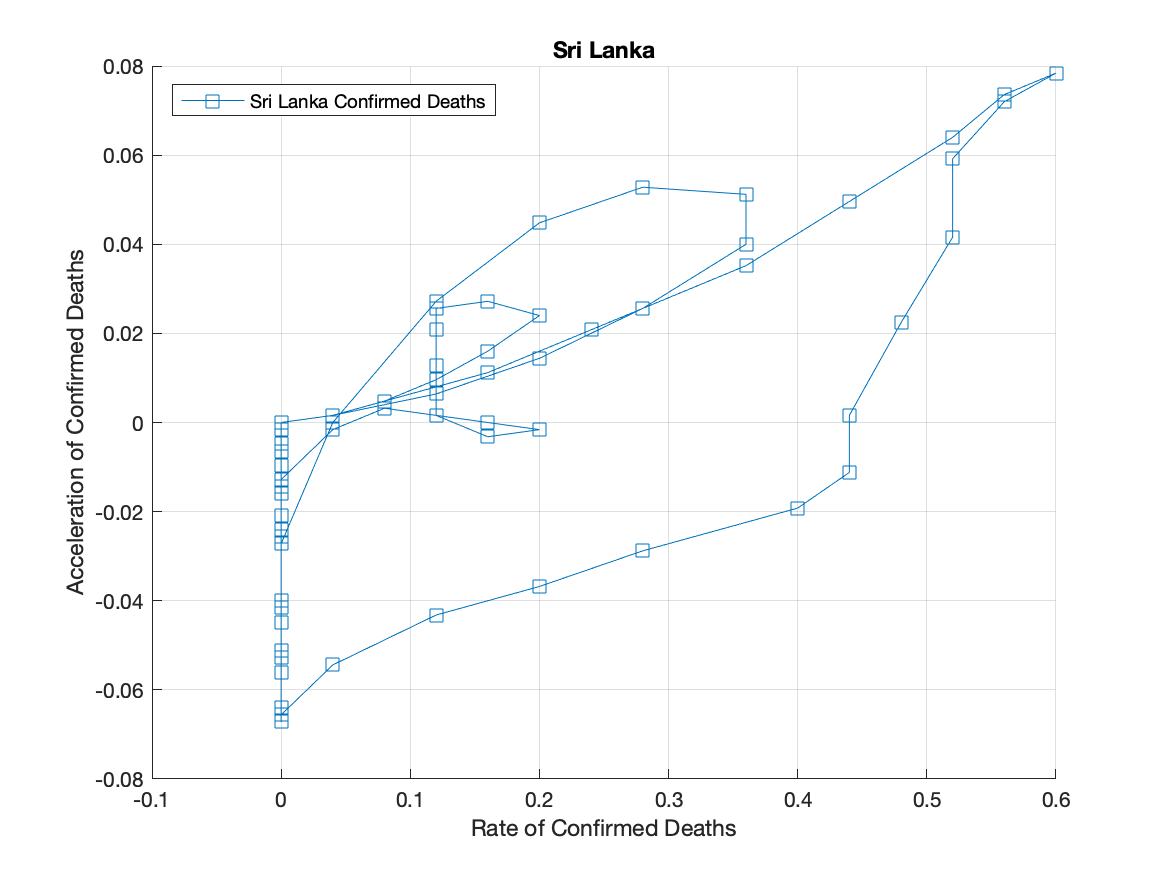 Sri Lanka
0.08
Sri Lanka Confirmed Deaths
0.06
0.04
0.02
0
-0.02
-0.04
-0.06
-0.08
Acceleration of Confirmed Deaths
-0.1 0 0.1 0.2 0.3 0.4 0.5 0.6
Rate of Confirmed Deaths